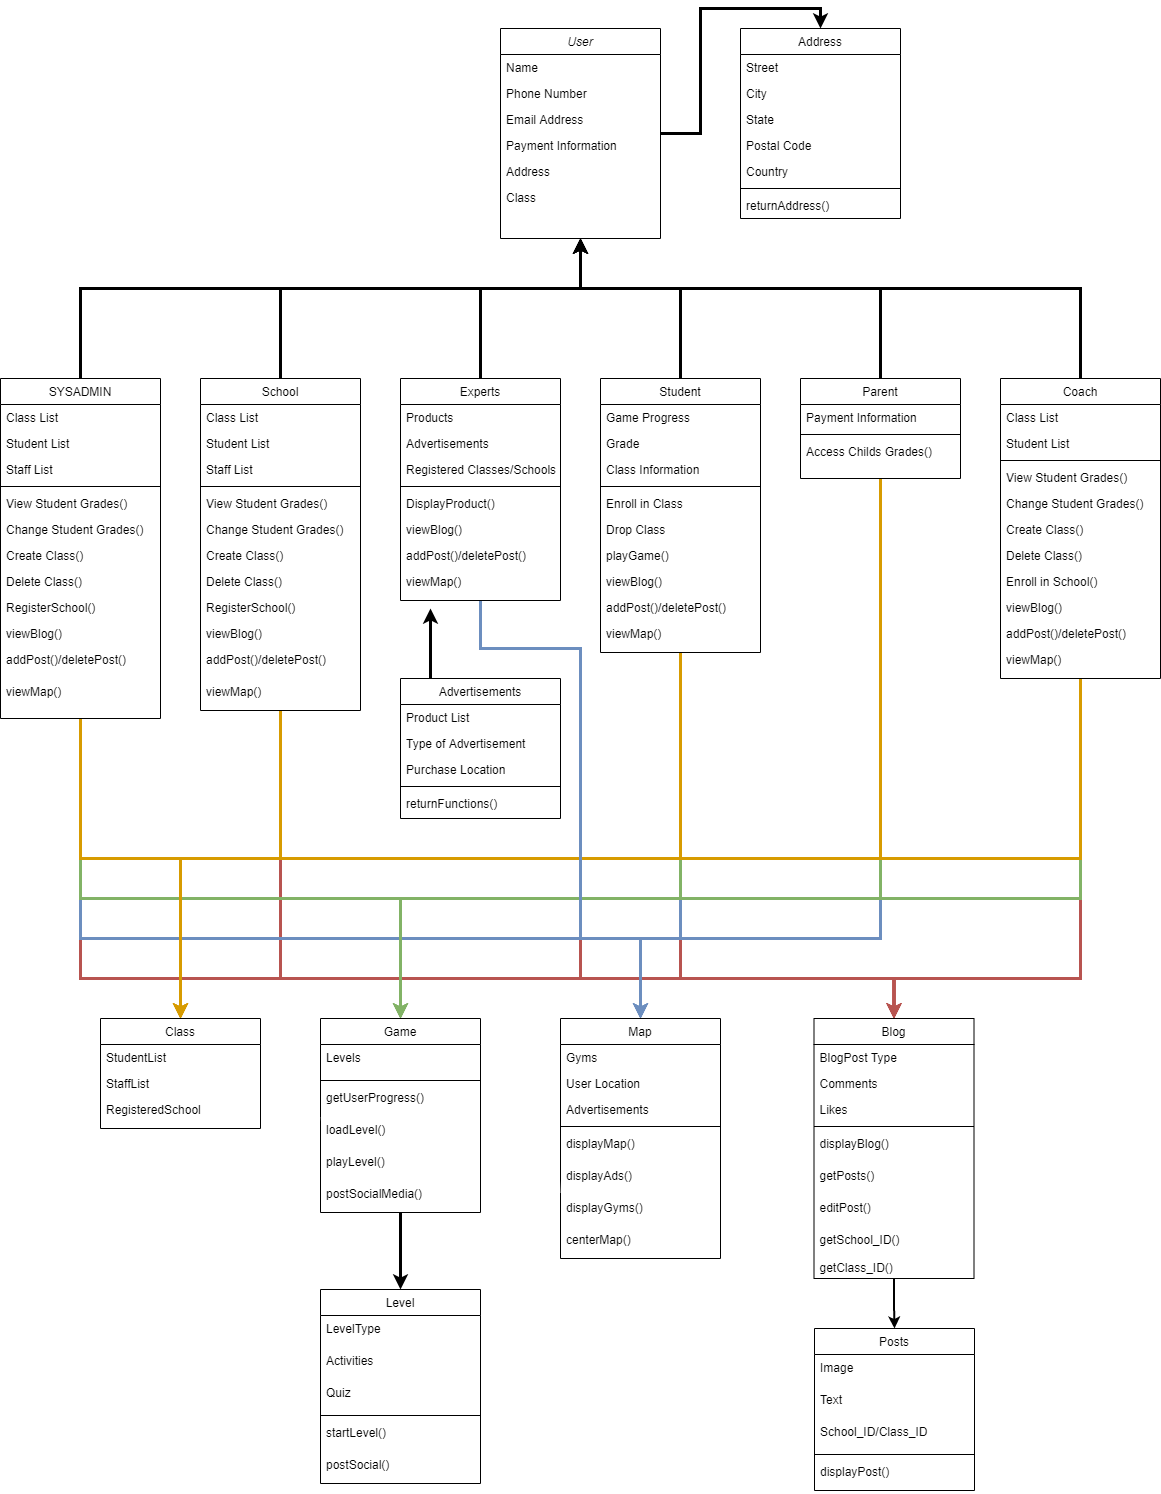 User
Name
Phone Number
Email Address
Payment Information
Address
Class
Address
Street
City
State
Postal Code
Country
returnAddress()
SYSADMIN
Class List
Student List
Staff List
View Student Grades()
Change Student Grades()
Create Class()
Delete Class()
RegisterSchool()
viewBlog()
addPost()/deletePost()
viewMap()
School
Class List
Student List
Staff List
View Student Grades()
Change Student Grades()
Create Class()
Delete Class()
RegisterSchool()
viewBlog()
addPost()/deletePost()
viewMap()
Experts
Products
Advertisements
Registered Classes/Schools
DisplayProduct()
viewBlog()
addPost()/deletePost()
viewMap()
Student
Game Progress
Grade
Class Information
Enroll in Class
Drop Class
playGame()
viewBlog()
addPost()/deletePost()
viewMap()
Parent
Payment Information
Access Childs Grades()
Coach
Class List
Student List
View Student Grades()
Change Student Grades()
Create Class()
Delete Class()
Enroll in School()
viewBlog()
addPost()/deletePost()
viewMap()
Advertisements
Product List
Type of Advertisement
Purchase Location
returnFunctions()
Class
StudentList
StaffList
RegisteredSchool
Game
Levels
getUserProgress()
loadLevel()
playLevel()
postSocialMedia()
Map
Gyms
User Location
Advertisements
displayMap()
displayAds()
displayGyms()
centerMap()
Blog
BlogPost Type
Comments
Likes
displayBlog()
getPosts()
editPost()
getSchool_ID()
getClass_ID()
Level
LevelType
Activities
Quiz
startLevel()
postSocial()
Posts
Image
Text
School_ID/Class_ID
displayPost()